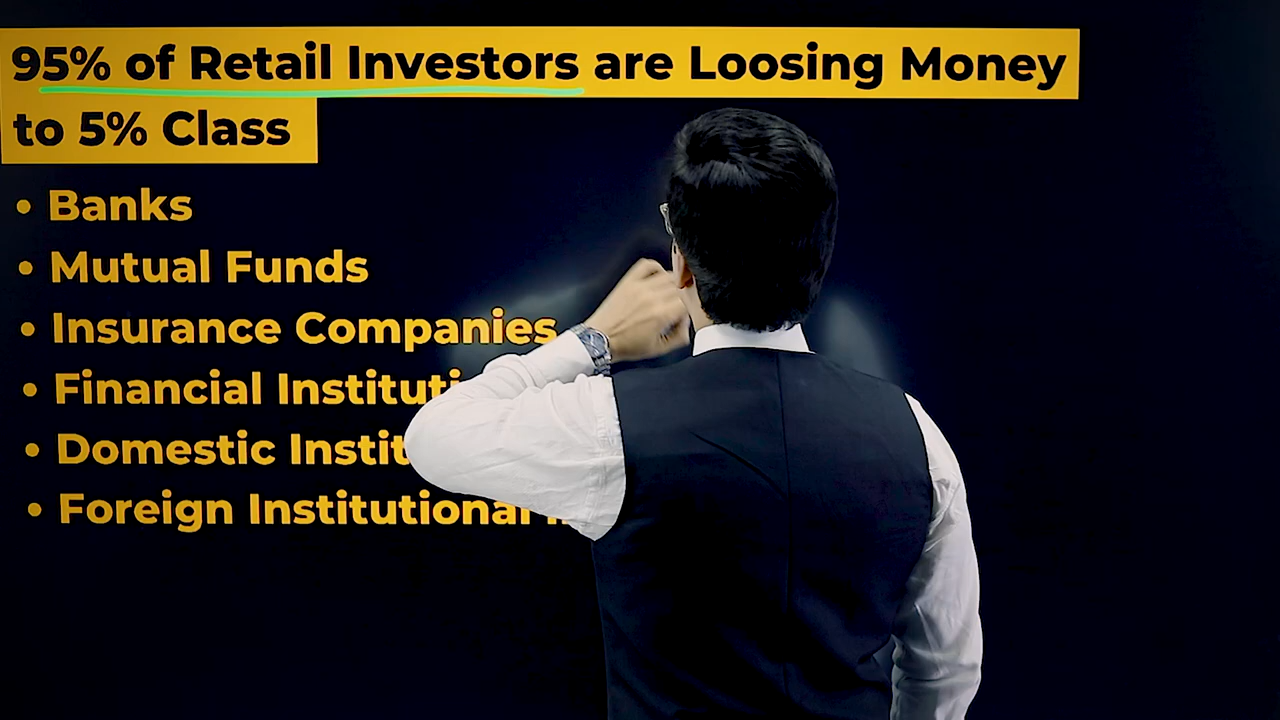 95% of Retail Investors are Loosing Money
to 5% Class
• Banks
• Mutual Funds
• Insurance Companies
• Financial
• Domestic
• Foreign Institutional